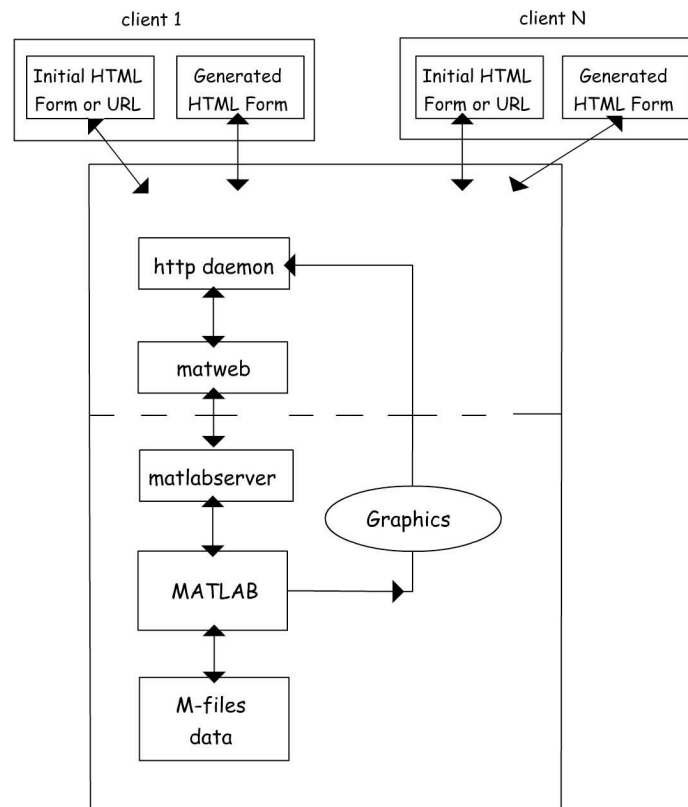 client 1
client N
Initial HTML
Form or URL
Generated
HTML Form
Initial HTML
Form or URL
Generated
HTML Form
http daemon
matweb
matlabserver
Graphics
MATLAB
M-files
data